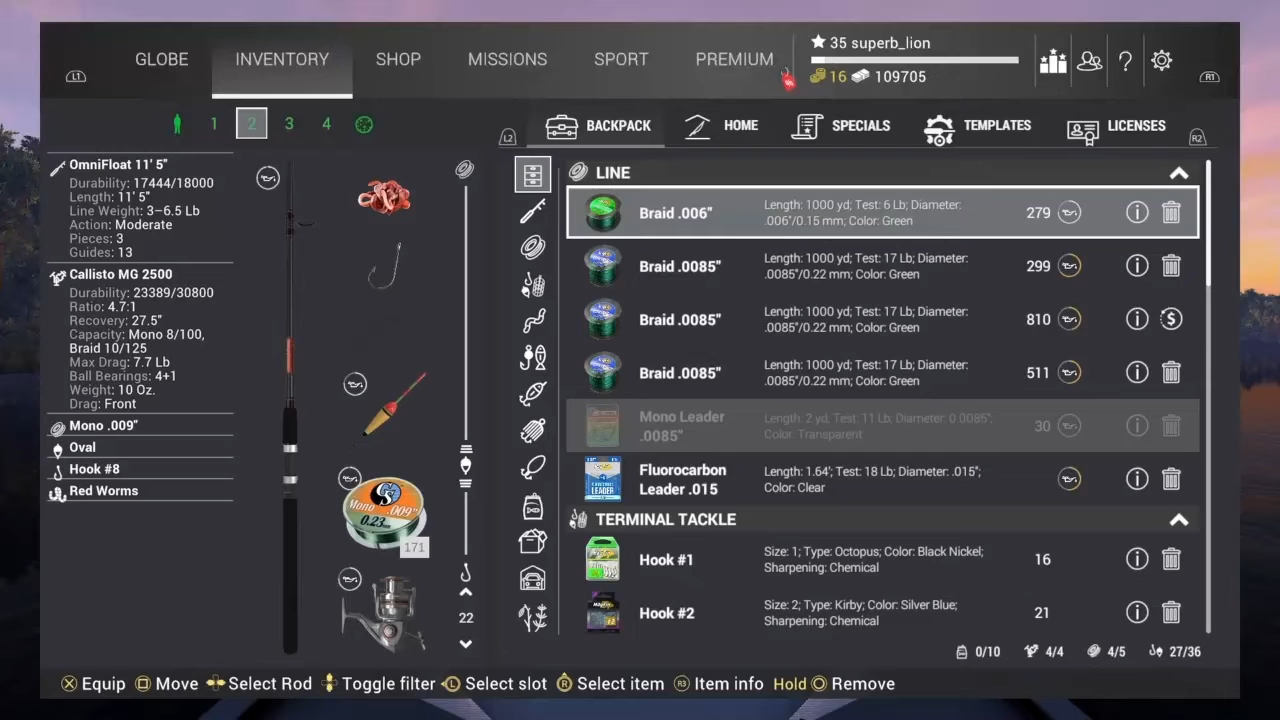 L1
GLOBE
INVENTORY
SHOP
MISSIONS
SPORT
PREMIUM
35 superb_lion
16 109705
?
R1
1 2 3 4
L2
BACKPACK
HOME
SPECIALS
TEMPLATES
LICENSES
R2
OmniFloat 11' 5"
Durability: 17444/18000
Length: 11' 5"
Line Weight: 3–6.5 Lb
Action: Moderate
Pieces: 3
Guides: 13
Callisto MG 2500
Durability: 23389/30800
Ratio: 4.7:1
Recovery: 27.5"
Capacity: Mono 8/100,
Braid 10/125
Max Drag: 7.7 Lb
Ball Bearings: 4+1
Weight: 10 Oz.
Drag: Front
Mono .009"
Oval
Hook #8
Red Worms
Mono .009"
0.23mm
171
22
LINE
Braid .006"
Length: 1000 yd; Test: 6 Lb; Diameter:
.006"/0.15 mm; Color: Green
279
Braid .0085"
Length: 1000 yd; Test: 17 Lb; Diameter:
.0085"/0.22 mm; Color: Green
299
Braid .0085"
Length: 1000 yd; Test: 17 Lb; Diameter:
.0085"/0.22 mm; Color: Green
810
Braid .0085"
Length: 1000 yd; Test: 17 Lb; Diameter:
.0085"/0.22 mm; Color: Green
511
Mono Leader
.0085"
Length: 2 yd, Test: 11 Lb; Diameter: 0.0085";
Color: Transparent
30
Fluorocarbon
Leader .015
Length: 1.64'; Test: 18 Lb; Diameter: .015";
Color: Clear
TERMINAL TACKLE
Hook #1
Size: 1; Type: Octopus; Color: Black Nickel;
Sharpening: Chemical
16
Hook #2
Size: 2; Type: Kirby; Color: Silver Blue;
Sharpening: Chemical
21
0/10 4/4 4/5 27/36
Equip Move Select Rod Toggle filter L Select slot R Select item R3 Item info Hold Remove